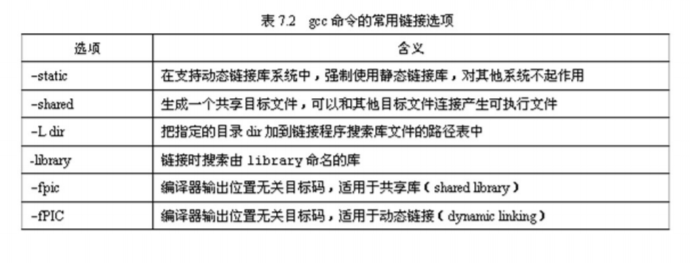 表 7.2 gcc 命令的常用链接选项
选项 含义
-static 在支持动态链接库系统中，强制使用静态链接库，对其他系统不起作用
-shared 生成一个共享目标文件，可以和其他目标文件连接产生可执行文件
-L dir 把指定的目录 dir 加到链接程序搜索库文件的路径表中
-library 链接时搜索由 library 命名的库
-fpic 编译器输出位置无关目标码，适用于共享库（shared library）
-fPIC 编译器输出位置无关目标码，适用于动态链接（dynamic linking）